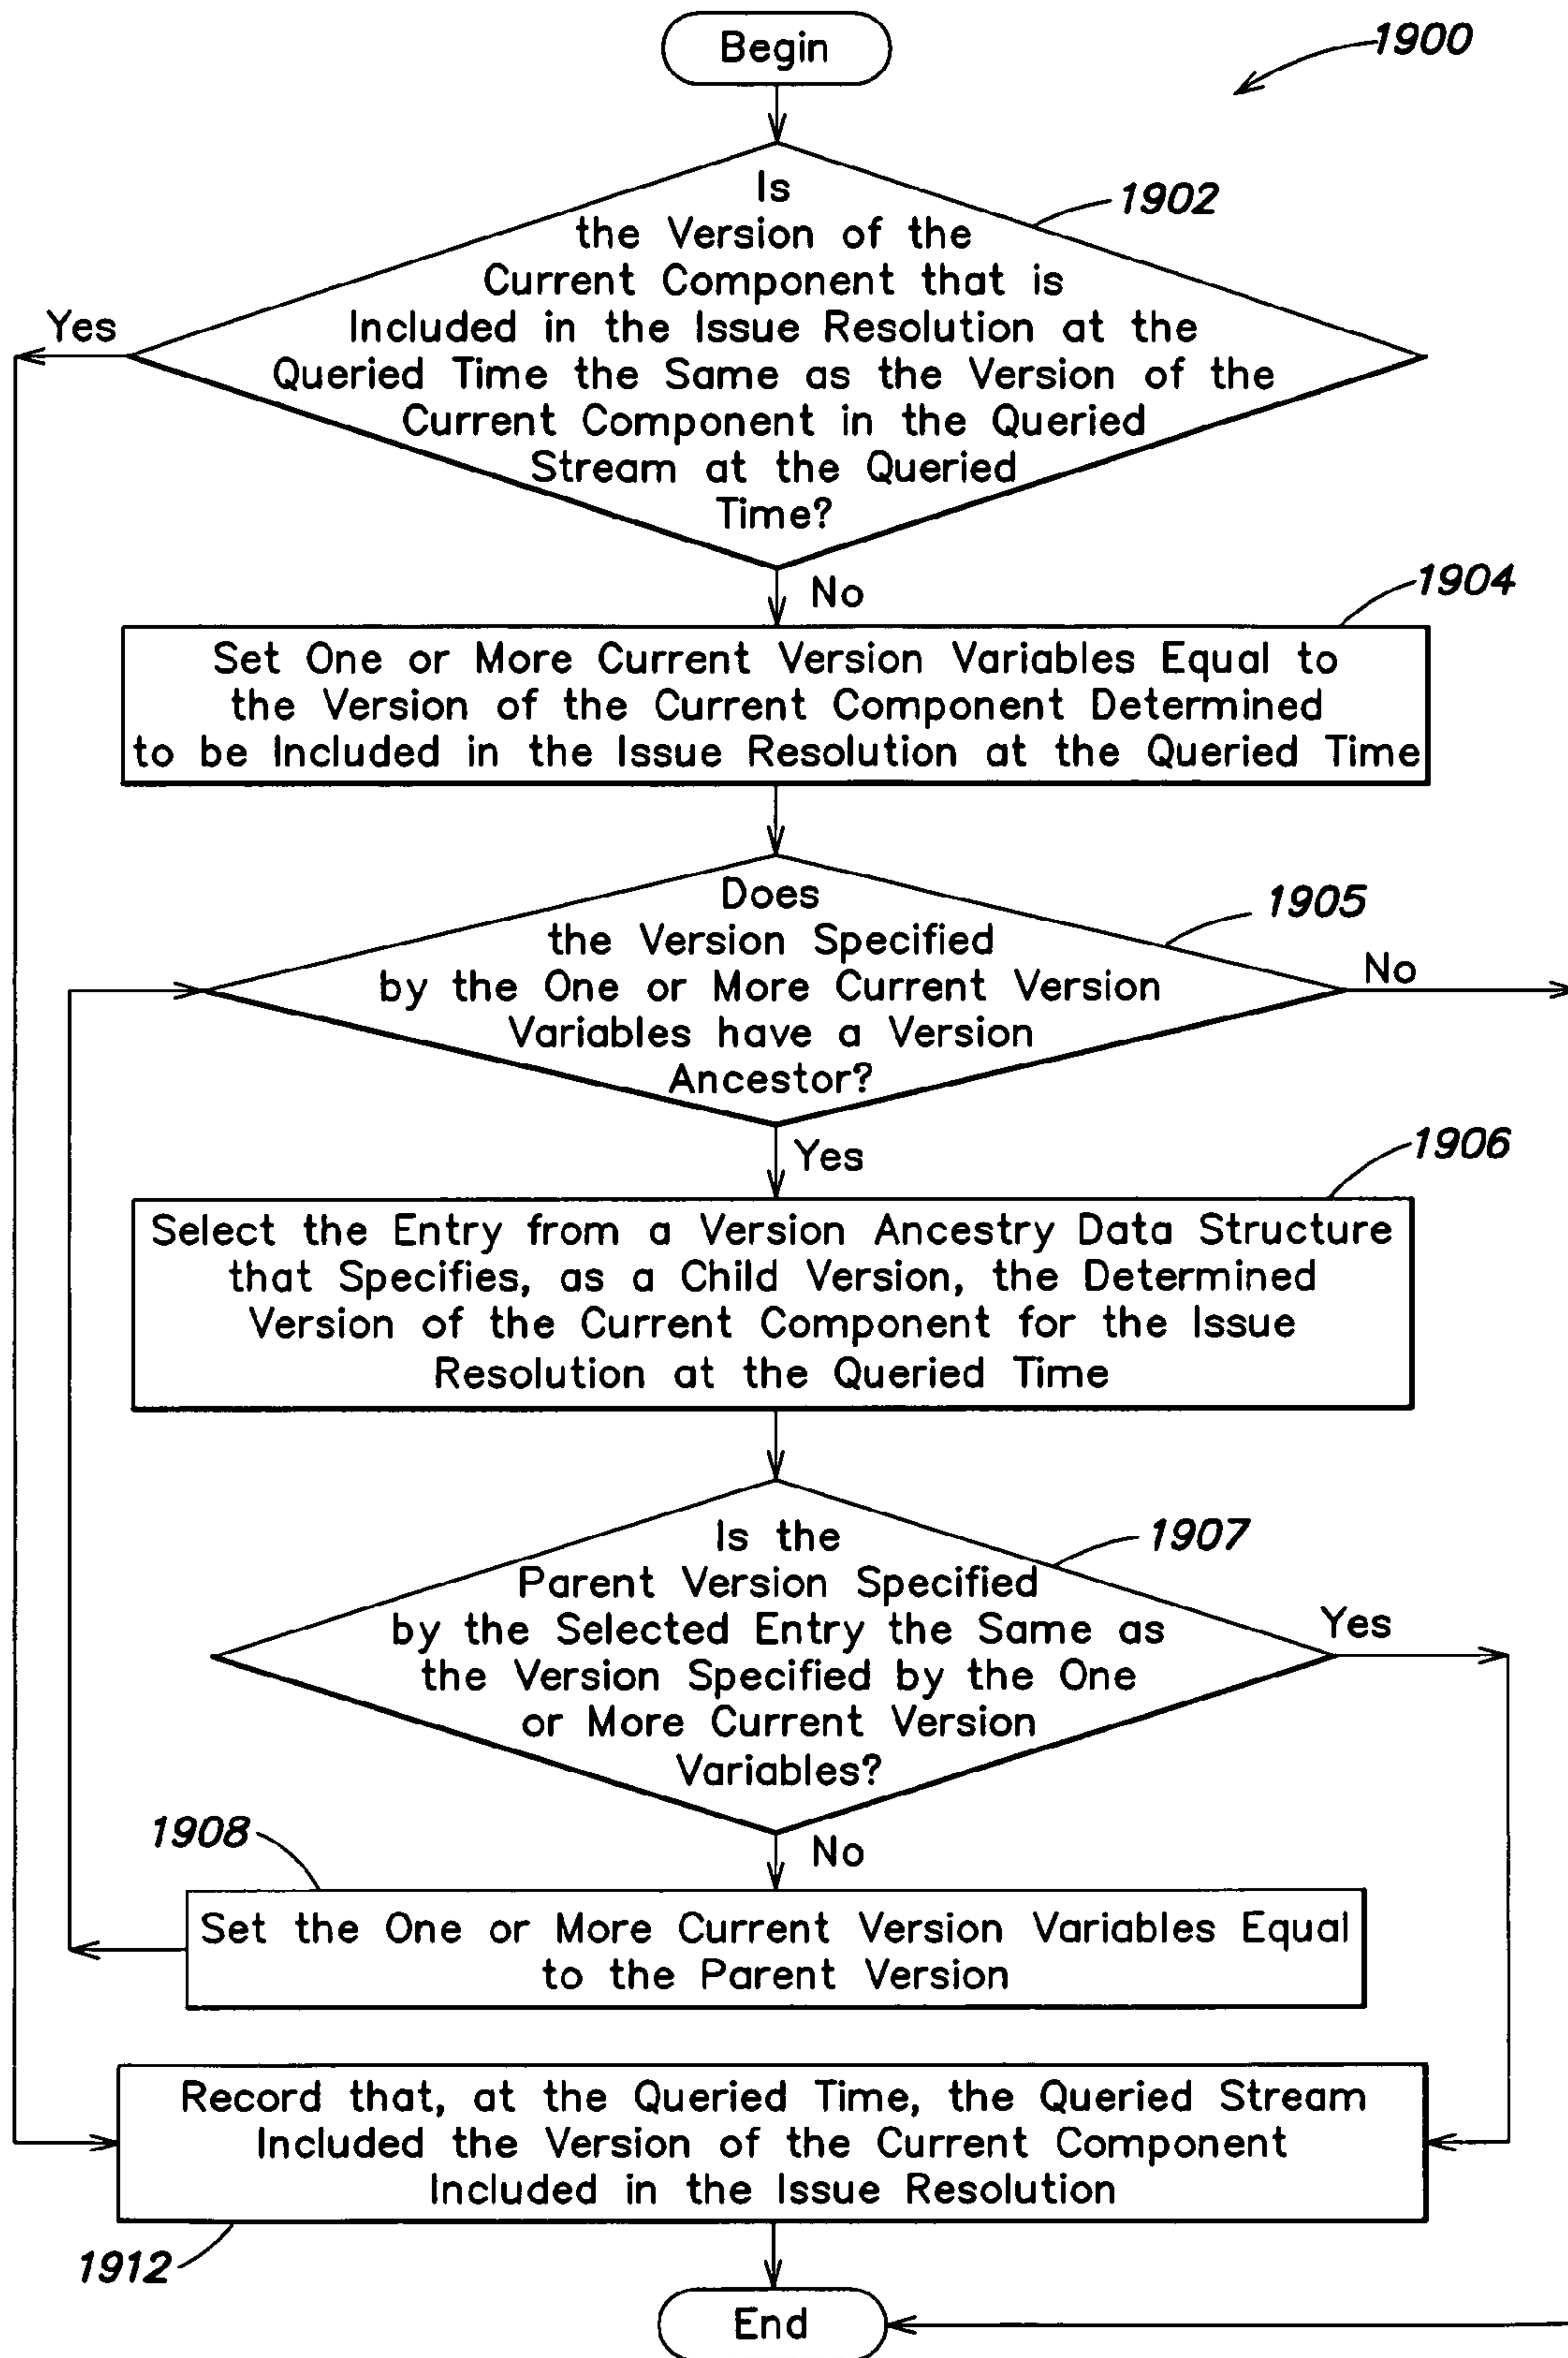 Begin
1900
Is
the Version of the
Current Component that is
Included in the Issue Resolution at the
Queried Time the Same as the Version of the
Current Component in the Queried
Stream at the Queried
Time?
1902
Yes
No
1904
Set One or More Current Version Variables Equal to
the Version of the Current Component Determined
to be Included in the Issue Resolution at the Queried Time
Does
the Version Specified
by the One or More Current Version
Variables have a Version
Ancestor?
1905
No
Yes
1906
Select the Entry from a Version Ancestry Data Structure
that Specifies, as a Child Version, the Determined
Version of the Current Component for the Issue
Resolution at the Queried Time
Is the
Parent Version Specified
by the Selected Entry the Same as
the Version Specified by the One
or More Current Version
Variables?
1907
Yes
No
1908
Set the One or More Current Version Variables Equal
to the Parent Version
Record that, at the Queried Time, the Queried Stream
Included the Version of the Current Component
Included in the Issue Resolution
1912
End